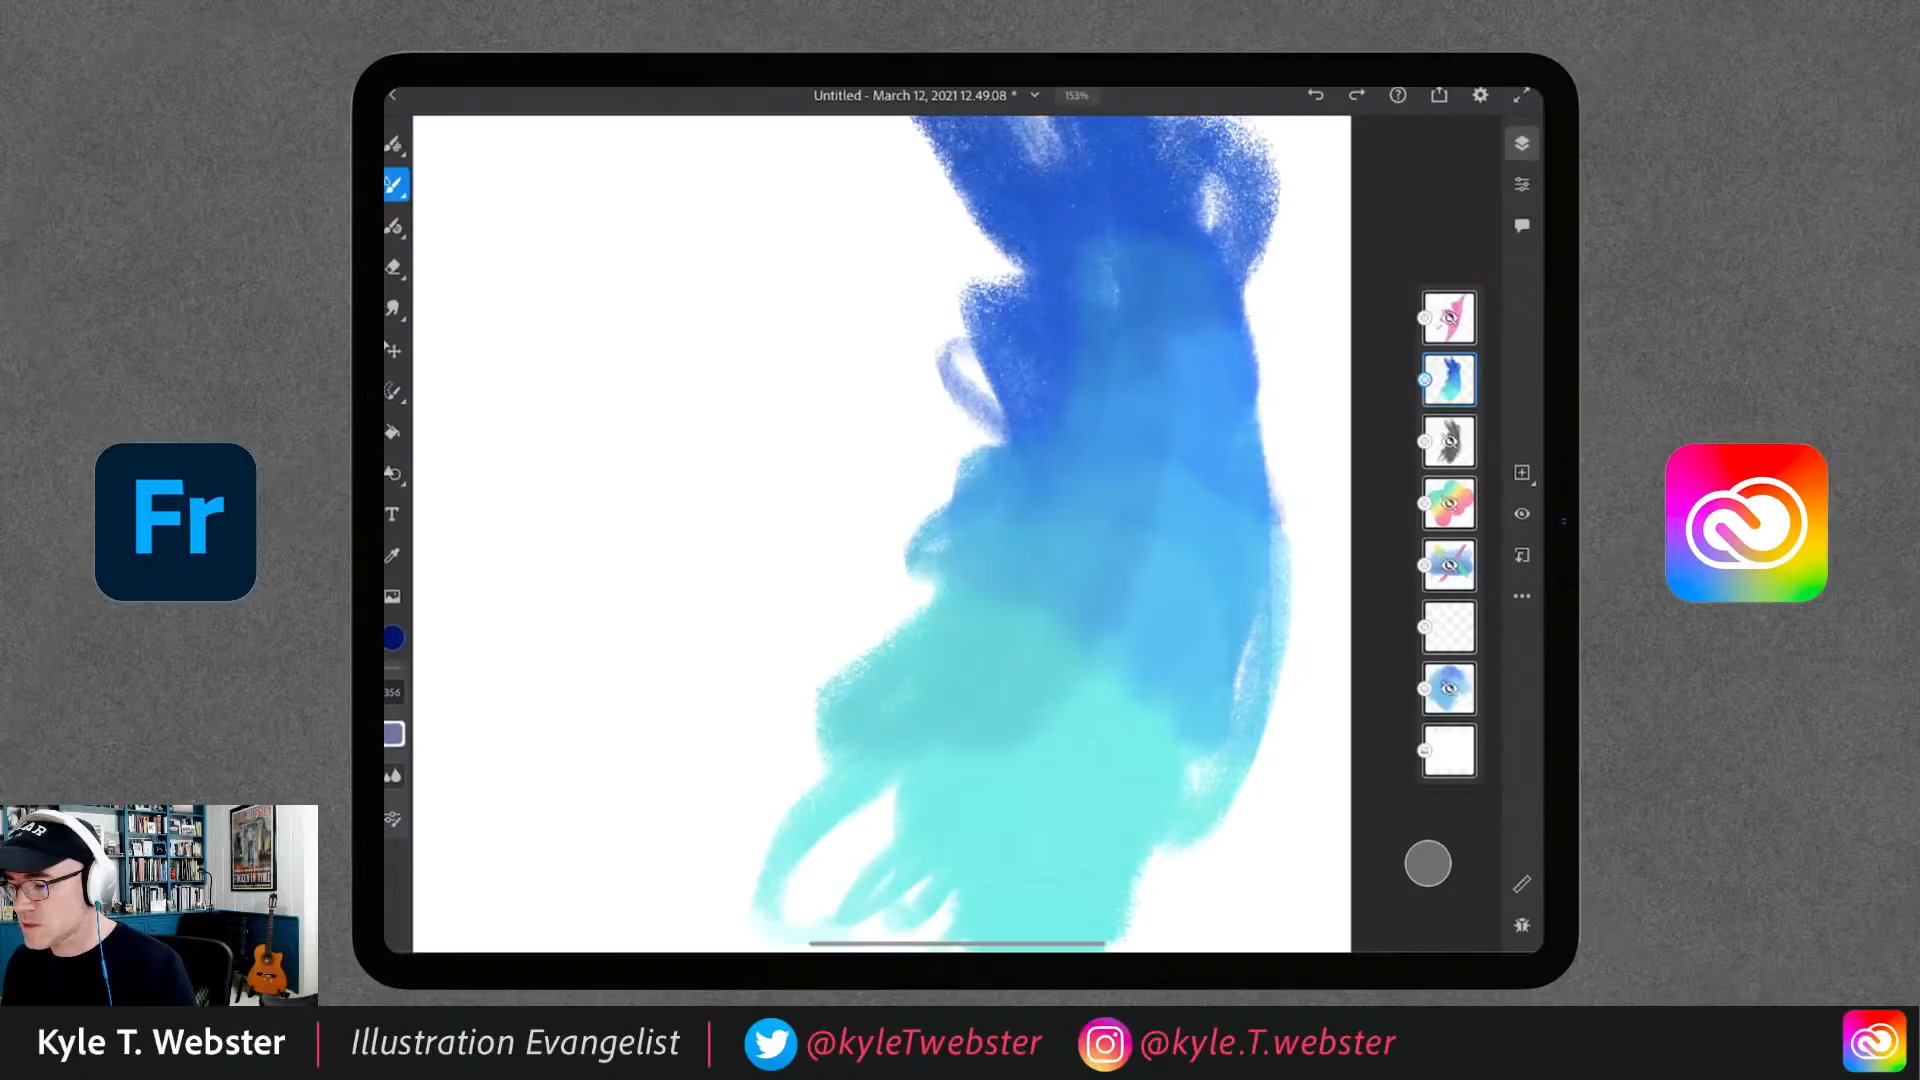 Untitled - March 12, 2021 12.49.08 *
153%
356
Fr
Kyle T. Webster
Illustration Evangelist
@kyleTwebster
@kyle.T.webster